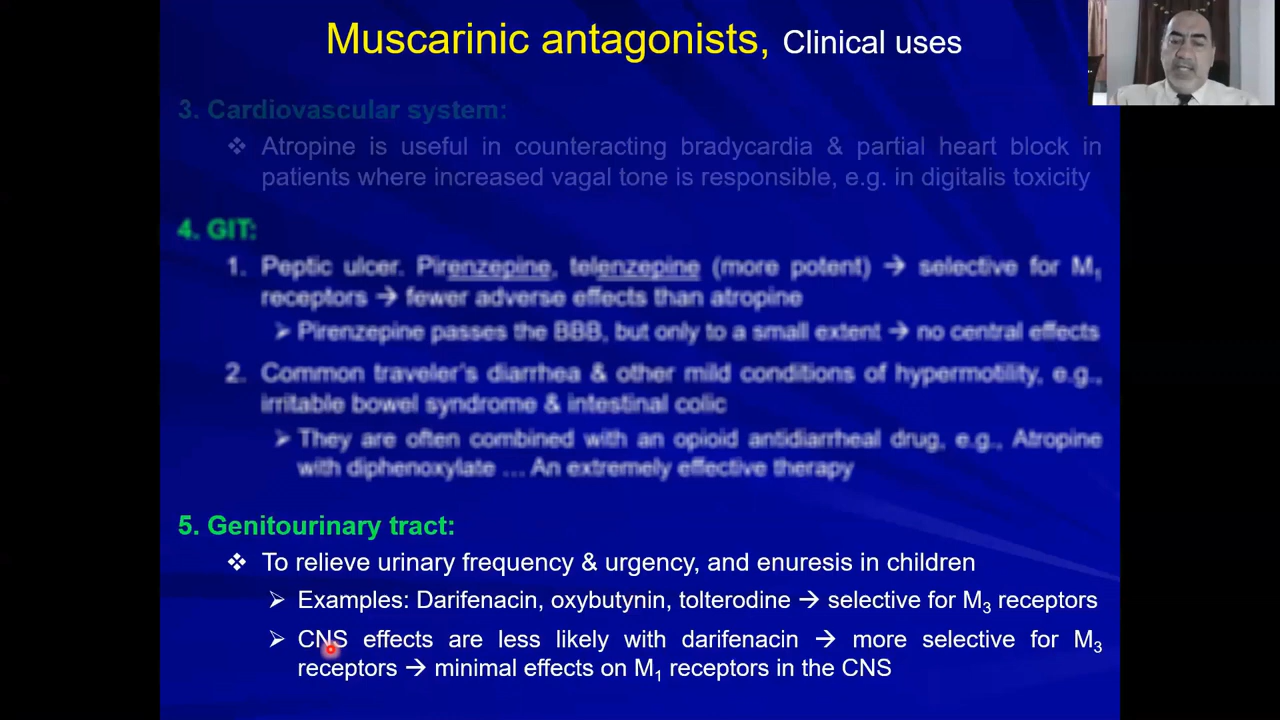 Muscarinic antagonists, Clinical uses
3. Cardiovascular system:
❖ Atropine is useful in counteracting bradycardia & partial heart block in
patients where increased vagal tone is responsible, e.g. in digitalis toxicity
4. GIT:
1. Peptic ulcer. Pirenzepine, telenzepine (more potent) → selective for M₁
receptors → fewer adverse effects than atropine
➢ Pirenzepine passes the BBB, but only to a small extent → no central effects
2. Common traveler's diarrhea & other mild conditions of hypermotility, e.g.,
irritable bowel syndrome & intestinal colic
➢ They are often combined with an opioid antidiarrheal drug, e.g., Atropine
with diphenoxylate … An extremely effective therapy
5. Genitourinary tract:
❖ To relieve urinary frequency & urgency, and enuresis in children
➢ Examples: Darifenacin, oxybutynin, tolterodine → selective for M₃ receptors
➢ CNS effects are less likely with darifenacin → more selective for M₃
receptors → minimal effects on M₁ receptors in the CNS